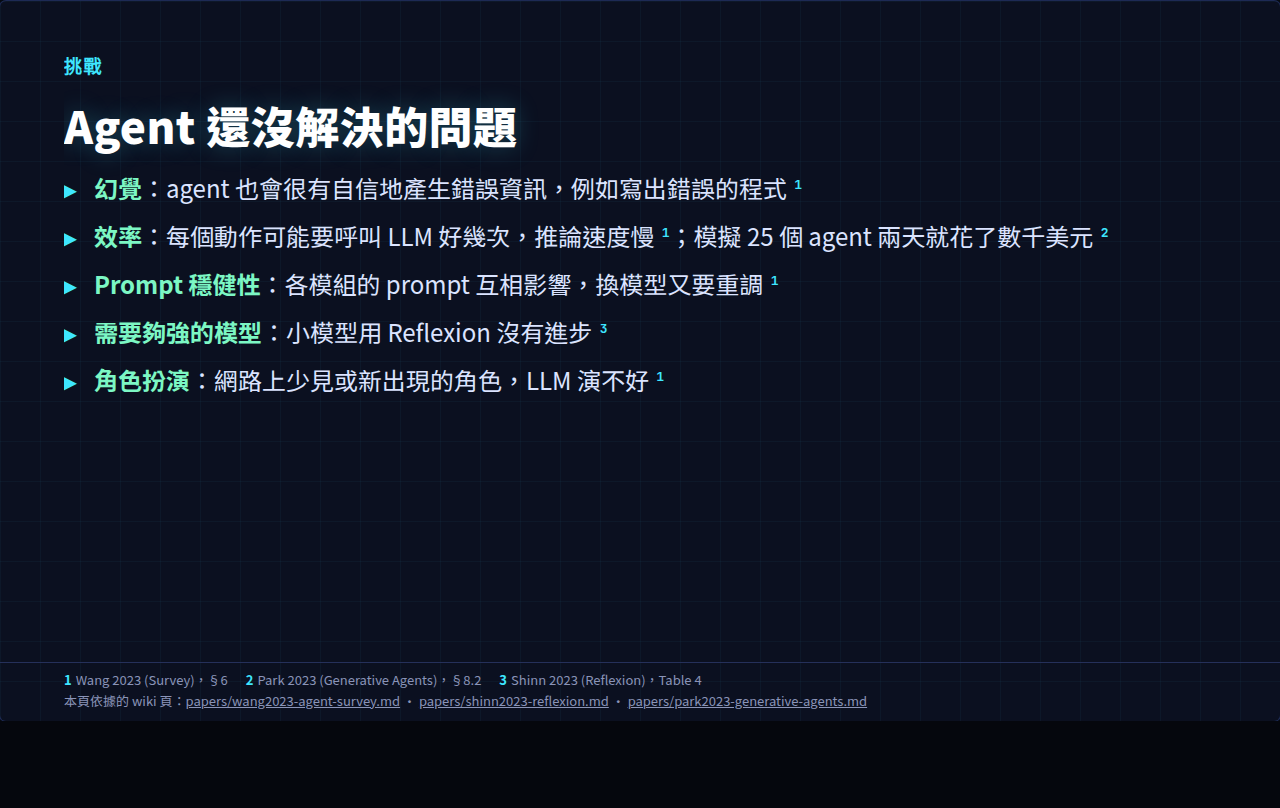 挑戰
Agent 還沒解決的問題
▶ 幻覺：agent 也會很有自信地產生錯誤資訊，例如寫出錯誤的程式 1
▶ 效率：每個動作可能要呼叫 LLM 好幾次，推論速度慢 1；模擬 25 個 agent 兩天就花了數千美元 2
▶ Prompt 穩健性：各模組的 prompt 互相影響，換模型又要重調 1
▶ 需要夠強的模型：小模型用 Reflexion 沒有進步 3
▶ 角色扮演：網路上少見或新出現的角色，LLM 演不好 1
1 Wang 2023 (Survy)，§6 2 Park 2023 (Generative Agents)，§8.2 3 Shinn 2023 (Reflexion)，Table 4
本頁依據的 wiki 頁：papers/wang2023-agent-survey.md · papers/shinn2023-reflexion.md · papers/park2023-generative-agents.md